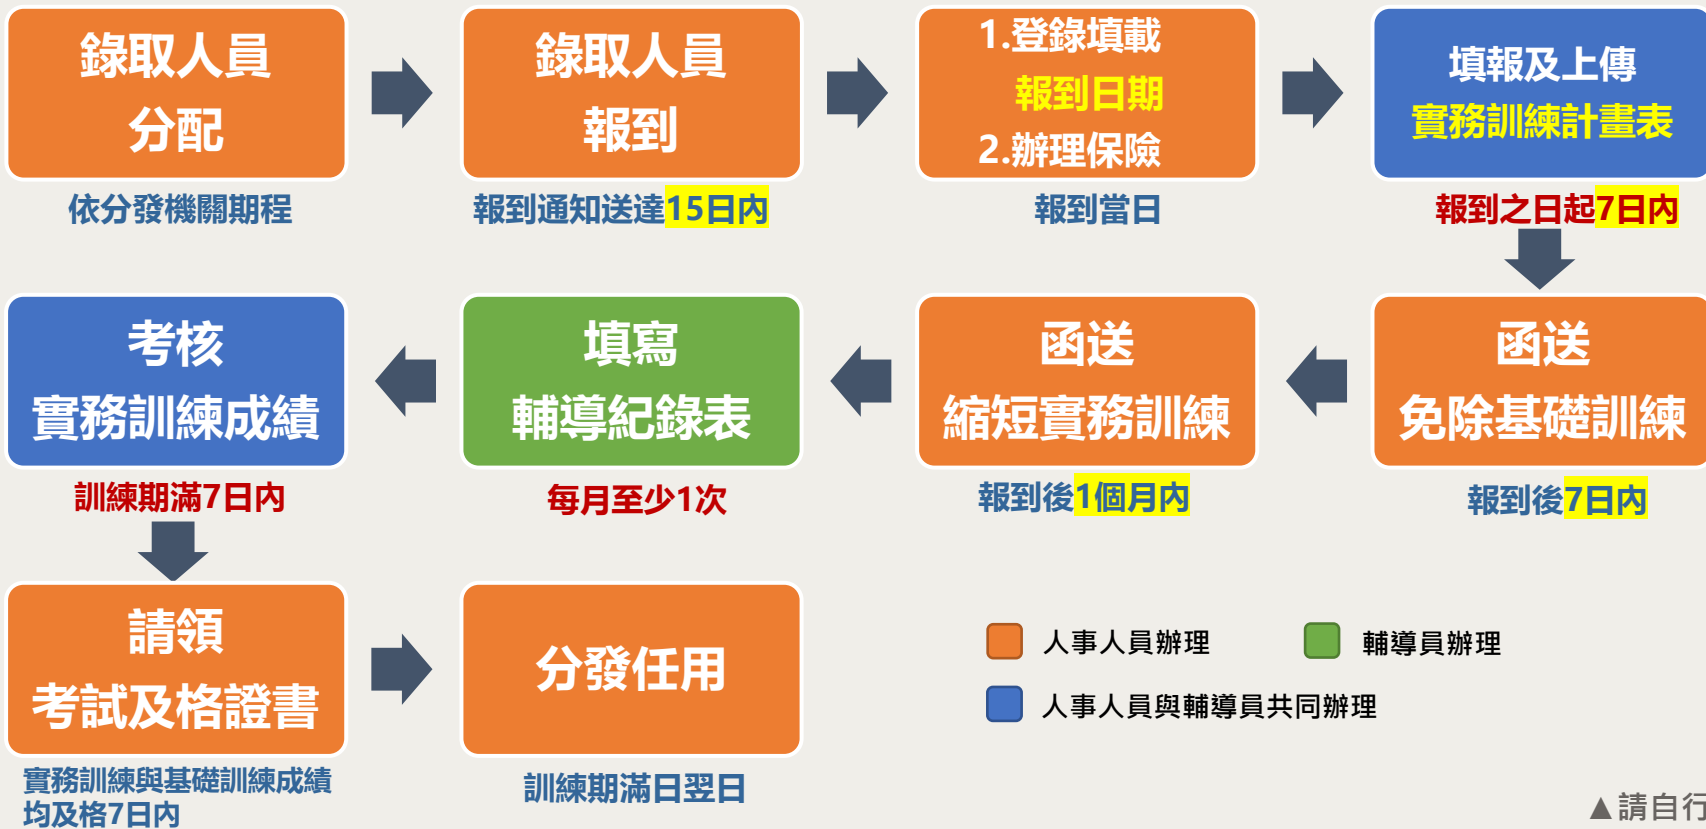 錄取人員
分配
依分發機關期程
錄取人員
報到
報到通知送達15日內
1.登錄填載
報到日期
2.辦理保險
報到當日
填報及上傳
實務訓練計畫表
報到之日起7日內
函送
免除基礎訓練
報到後7日內
函送
縮短實務訓練
報到後1個月內
填寫
輔導紀錄表
每月至少1次
考核
實務訓練成績
訓練期滿7日內
請領
考試及格證書
實務訓練與基礎訓練成績
均及格7日內
分發任用
訓練期滿日翌日
人事人員辦理
輔導員辦理
人事人員與輔導員共同辦理
▲請自行